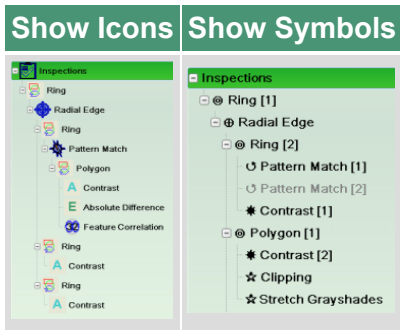 Show Icons
Inspections
Ring
Radial Edge
Ring
Pattern Match
Polygon
A Contrast
E Absolute Difference
Feature Correlation
Ring
A Contrast
Ring
A Contrast
Show Symbols
Inspections
Ring [1]
Radial Edge
Ring [2]
Pattern Match [1]
Pattern Match [2]
Contrast [1]
Polygon [1]
Contrast [2]
Clipping
Stretch Grayshades